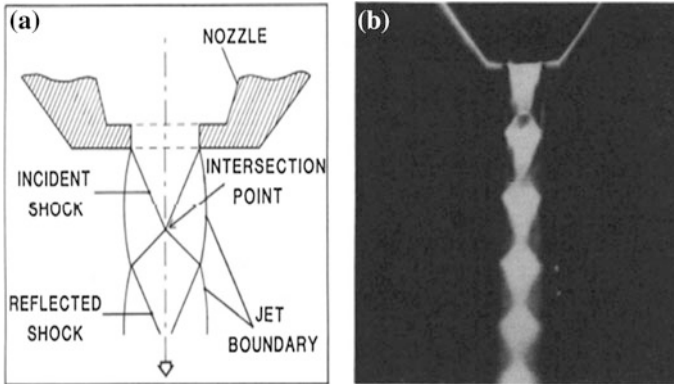 (a)
NOZZLE
INCIDENT
SHOCK
INTERSECTION
POINT
REFLECTED
SHOCK
JET
BOUNDARY
(b)